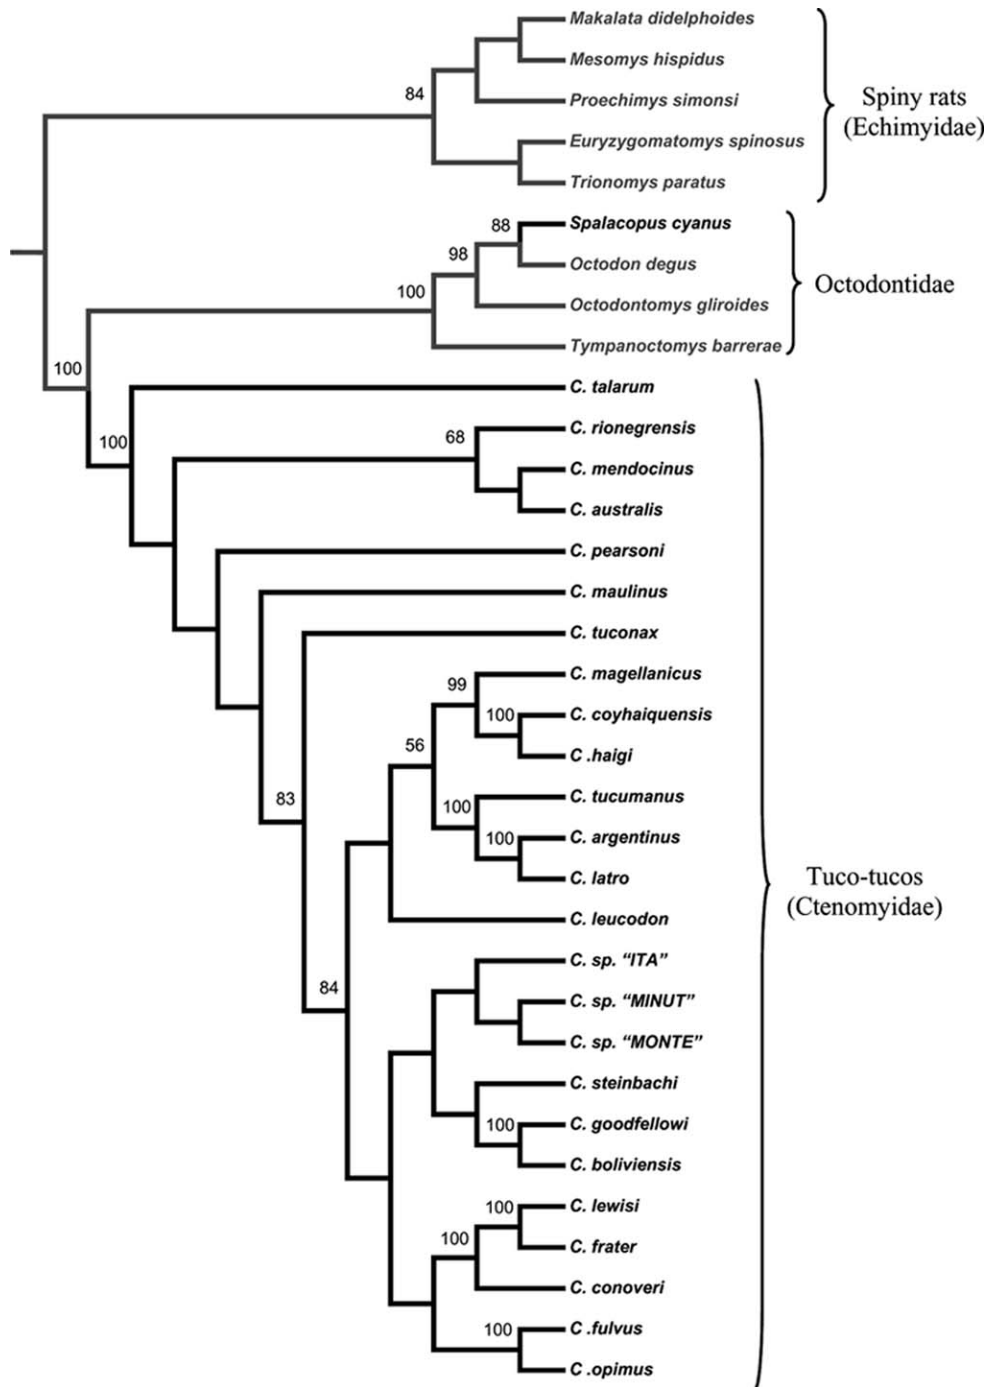 Makalata didelphoides
Mesomys hispidus
84
Proechimys simonsi
Spiny rats
(Echimyidae)
Euryzygomatomys spinosus
Trionomys paratus
88
Spalacopus cyanus
98
Octodon degus
100
Octodontomys gliroides
Octodontidae
Tympanoctomys barrerae
100
C. talarum
100
68
C. rionegrensis
C. mendocinus
C. australis
C. pearsoni
C. maulinus
C. tuconax
99
C. magellanicus
100
C. coyhaiquensis
56
C .haigi
83
100
C. tucumanus
100
C. argentinus
C. latro
Tuco-tucos
(Ctenomyidae)
C. leucodon
84
C. sp. “ITA”
C. sp. “MINUT”
C. sp. “MONTE”
C. steinbachi
100
C. goodfellowi
C. boliviensis
100
C. lewisi
100
C. frater
C. conoveri
100
C .fulvus
C .opimus